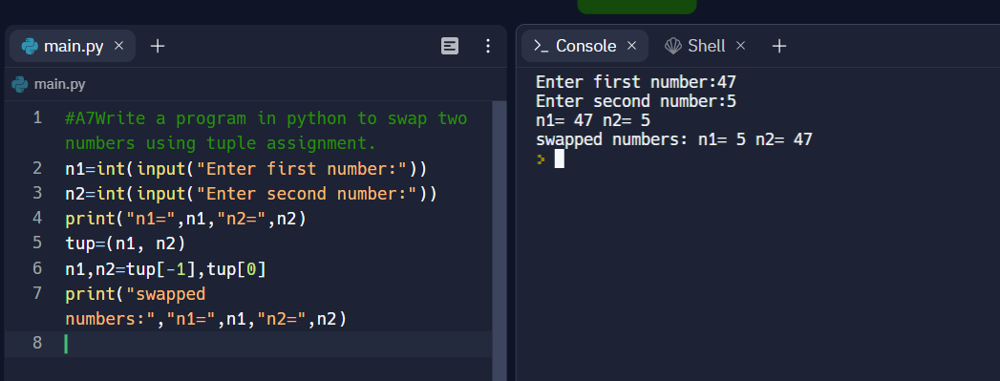 main.py × +
main.py
1 #A7Write a program in python to swap two
numbers using tuple assignment.
2 n1=int(input("Enter first number:"))
3 n2=int(input("Enter second number:"))
4 print("n1=",n1,"n2=",n2)
5 tup=(n1, n2)
6 n1,n2=tup[-1],tup[0]
7 print("swapped
numbers:","n1=",n1,"n2=",n2)
8
>_ Console × Shell × +
Enter first number:47
Enter second number:5
n1= 47 n2= 5
swapped numbers: n1= 5 n2= 47
>